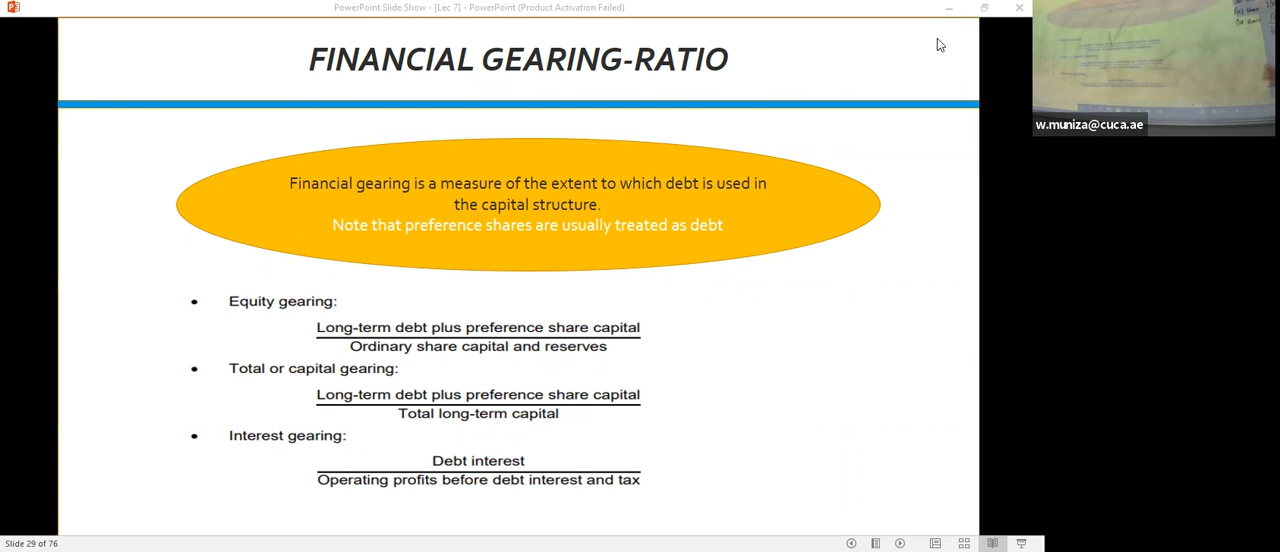 PowerPoint Slide Show - [Lec 7] - PowerPoint (Product Activation Failed)
FINANCIAL GEARING-RATIO
w.muniza@cuca.ae
Financial gearing is a measure of the extent to which debt is used in
the capital structure.
Note that preference shares are usually treated as debt
• Equity gearing:
Long-term debt plus preference share capital
Ordinary share capital and reserves
• Total or capital gearing:
Long-term debt plus preference share capital
Total long-term capital
• Interest gearing:
Debt interest
Operating profits before debt interest and tax
Slide 29 of 76